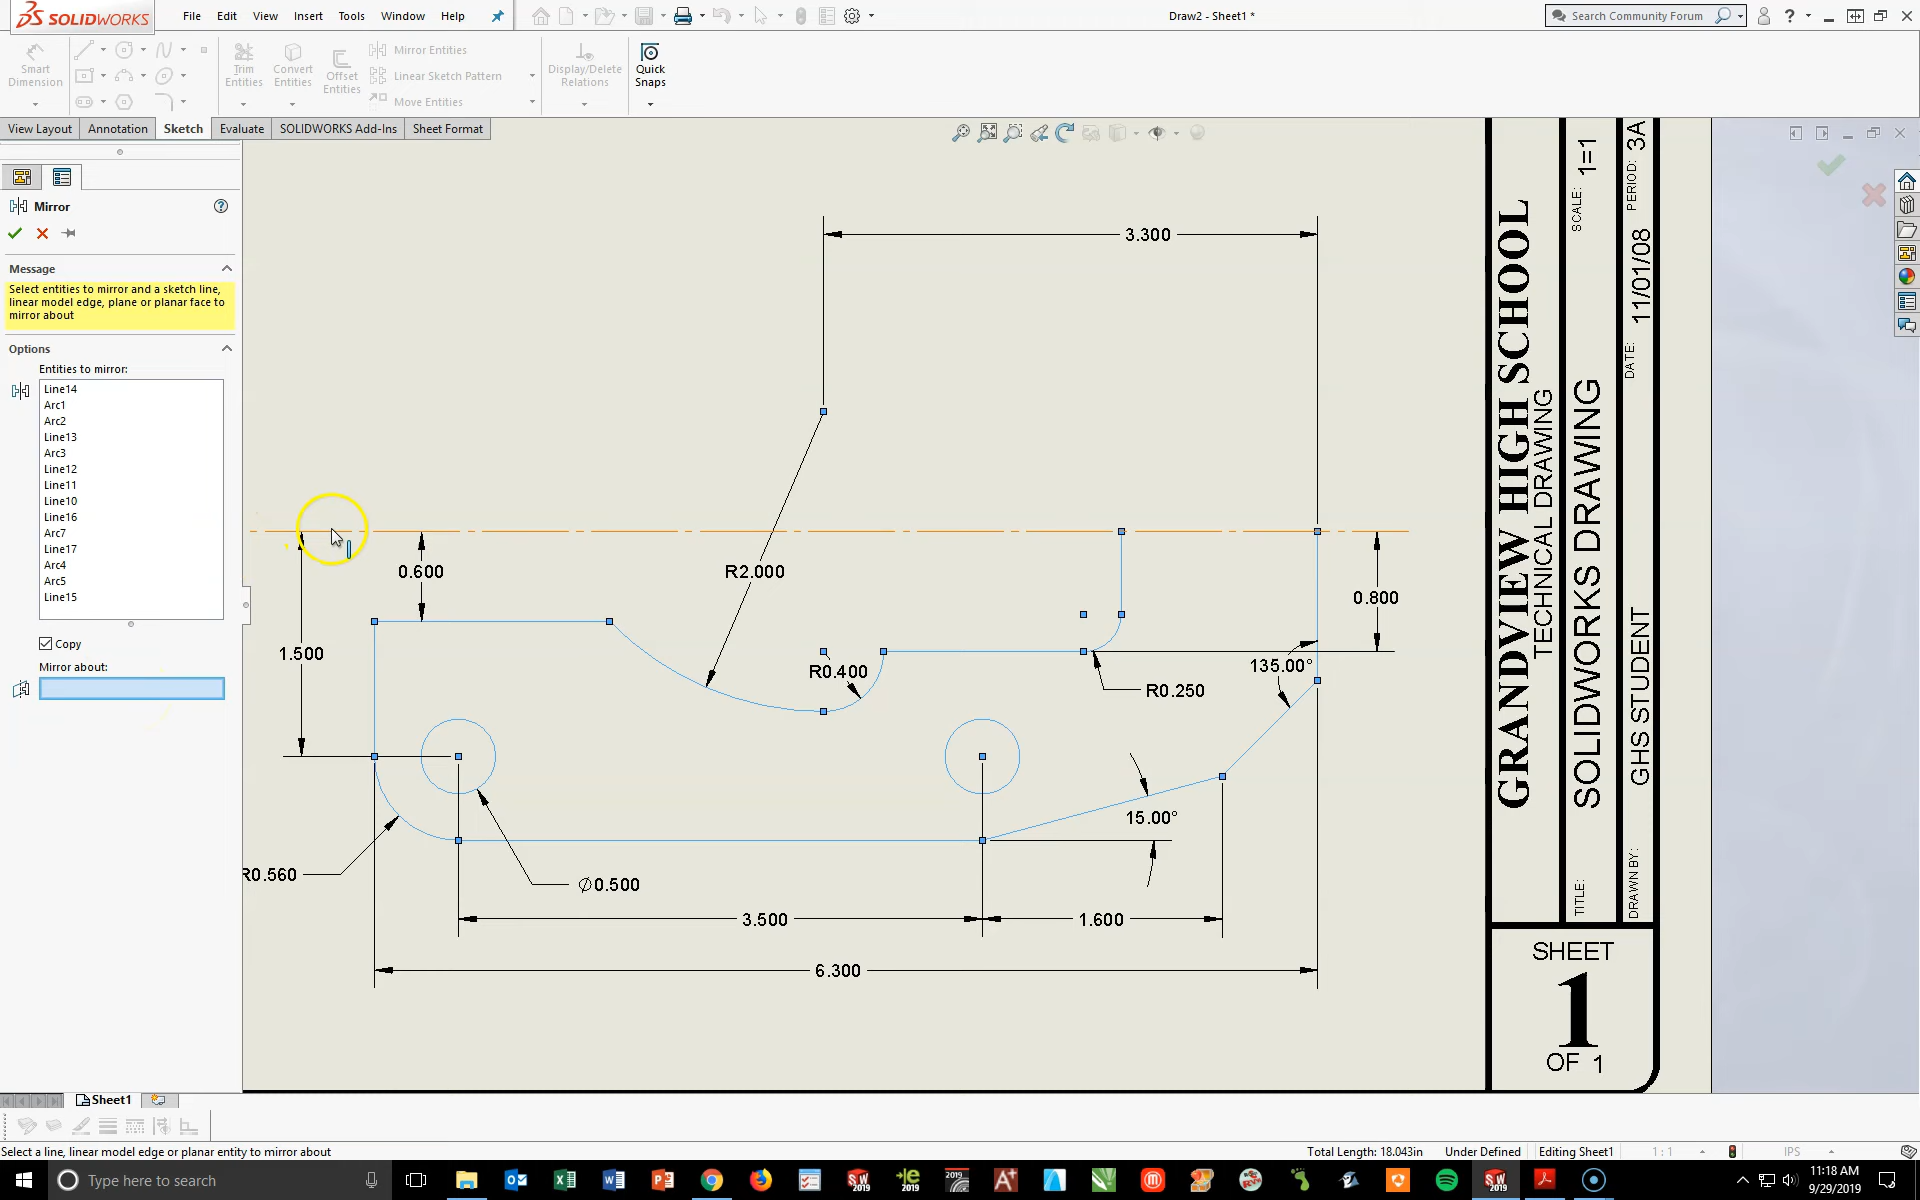 SOLIDWORKS
File Edit View Insert Tools Window Help
Draw2 - Sheet1 *
Search Community Forum
Smart Dimension
Trim Entities
Convert Entities
Offset Entities
Mirror Entities
Linear Sketch Pattern
Move Entities
Display/Delete Relations
Quick Snaps
View Layout Annotation Sketch Evaluate SOLIDWORKS Add-Ins Sheet Format
Mirror
Message
Select entities to mirror and a sketch line,
linear model edge, plane or planar face to
mirror about
Options
Entities to mirror:
Line14
Arc1
Arc2
Line13
Arc3
Line12
Line11
Line10
Line16
Arc7
Line17
Arc4
Arc5
Line15
Copy
Mirror about:
3.300
0.600
R2.000
0.800
1.500
R0.400
135.00°
R0.250
15.00°
R0.560
∅0.500
3.500
1.600
6.300
GRANDVIEW HIGH SCHOOL
TECHNICAL DRAWING
SCALE: 1=1
TITLE: SOLIDWORKS DRAWING
PERIOD: 3A
DATE: 11/01/08
DRAWN BY: GHS STUDENT
SHEET
1
OF 1
Sheet1
Select a line, linear model edge or planar entity to mirror about
Total Length: 18.043in Under Defined Editing Sheet1 1 : 1 IPS
Type here to search
11:18 AM
9/29/2019